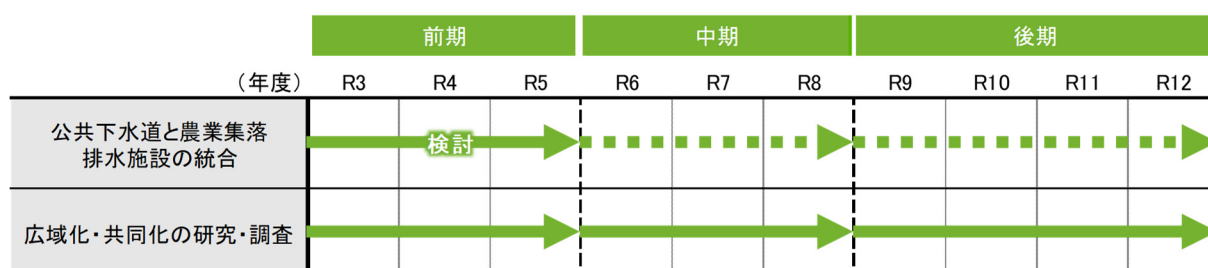 前期 中期 後期
(年度) R3 R4 R5 R6 R7 R8 R9 R10 R11 R12
公共下水道と農業集落
排水施設の統合
検討
広域化・共同化の研究・調査